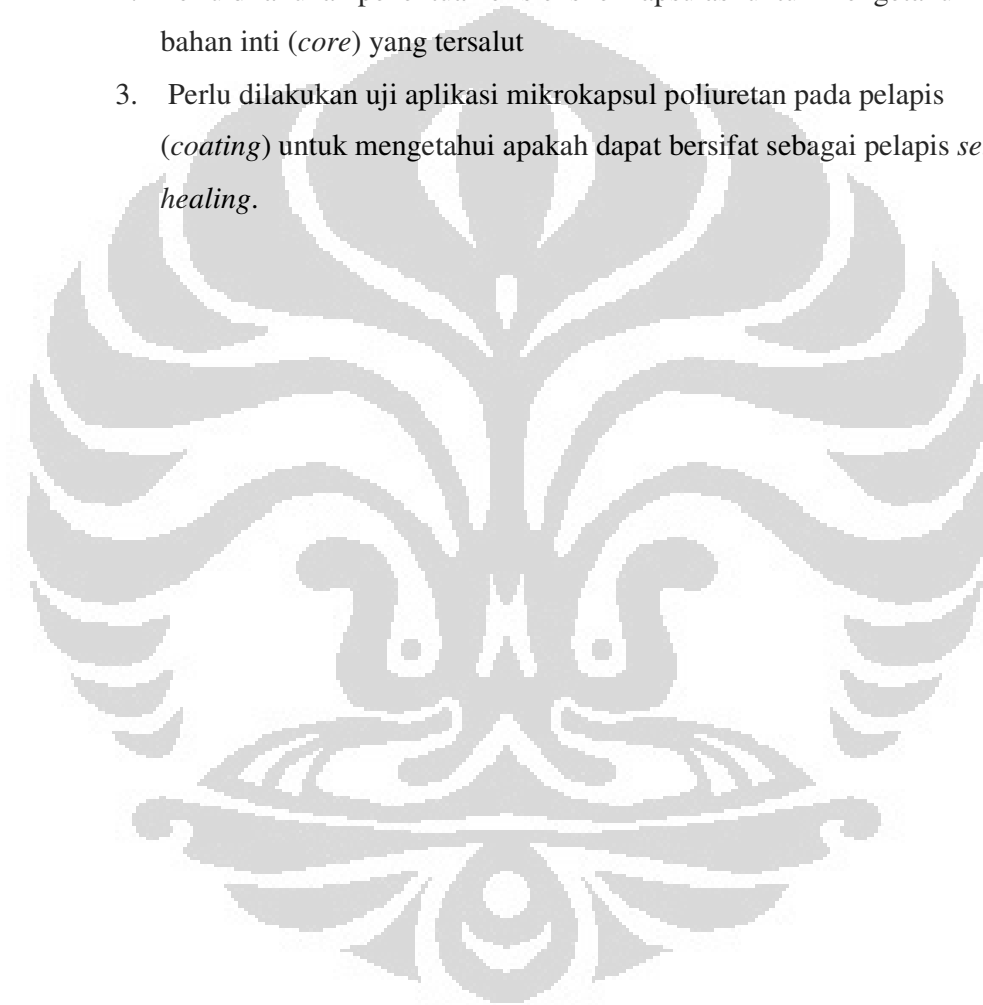 bahan inti (core) yang tersalut
3. Perlu dilakukan uji aplikasi mikrokapsul poliuretan pada pelapis
(coating) untuk mengetahui apakah dapat bersifat sebagai pelapis se
healing.